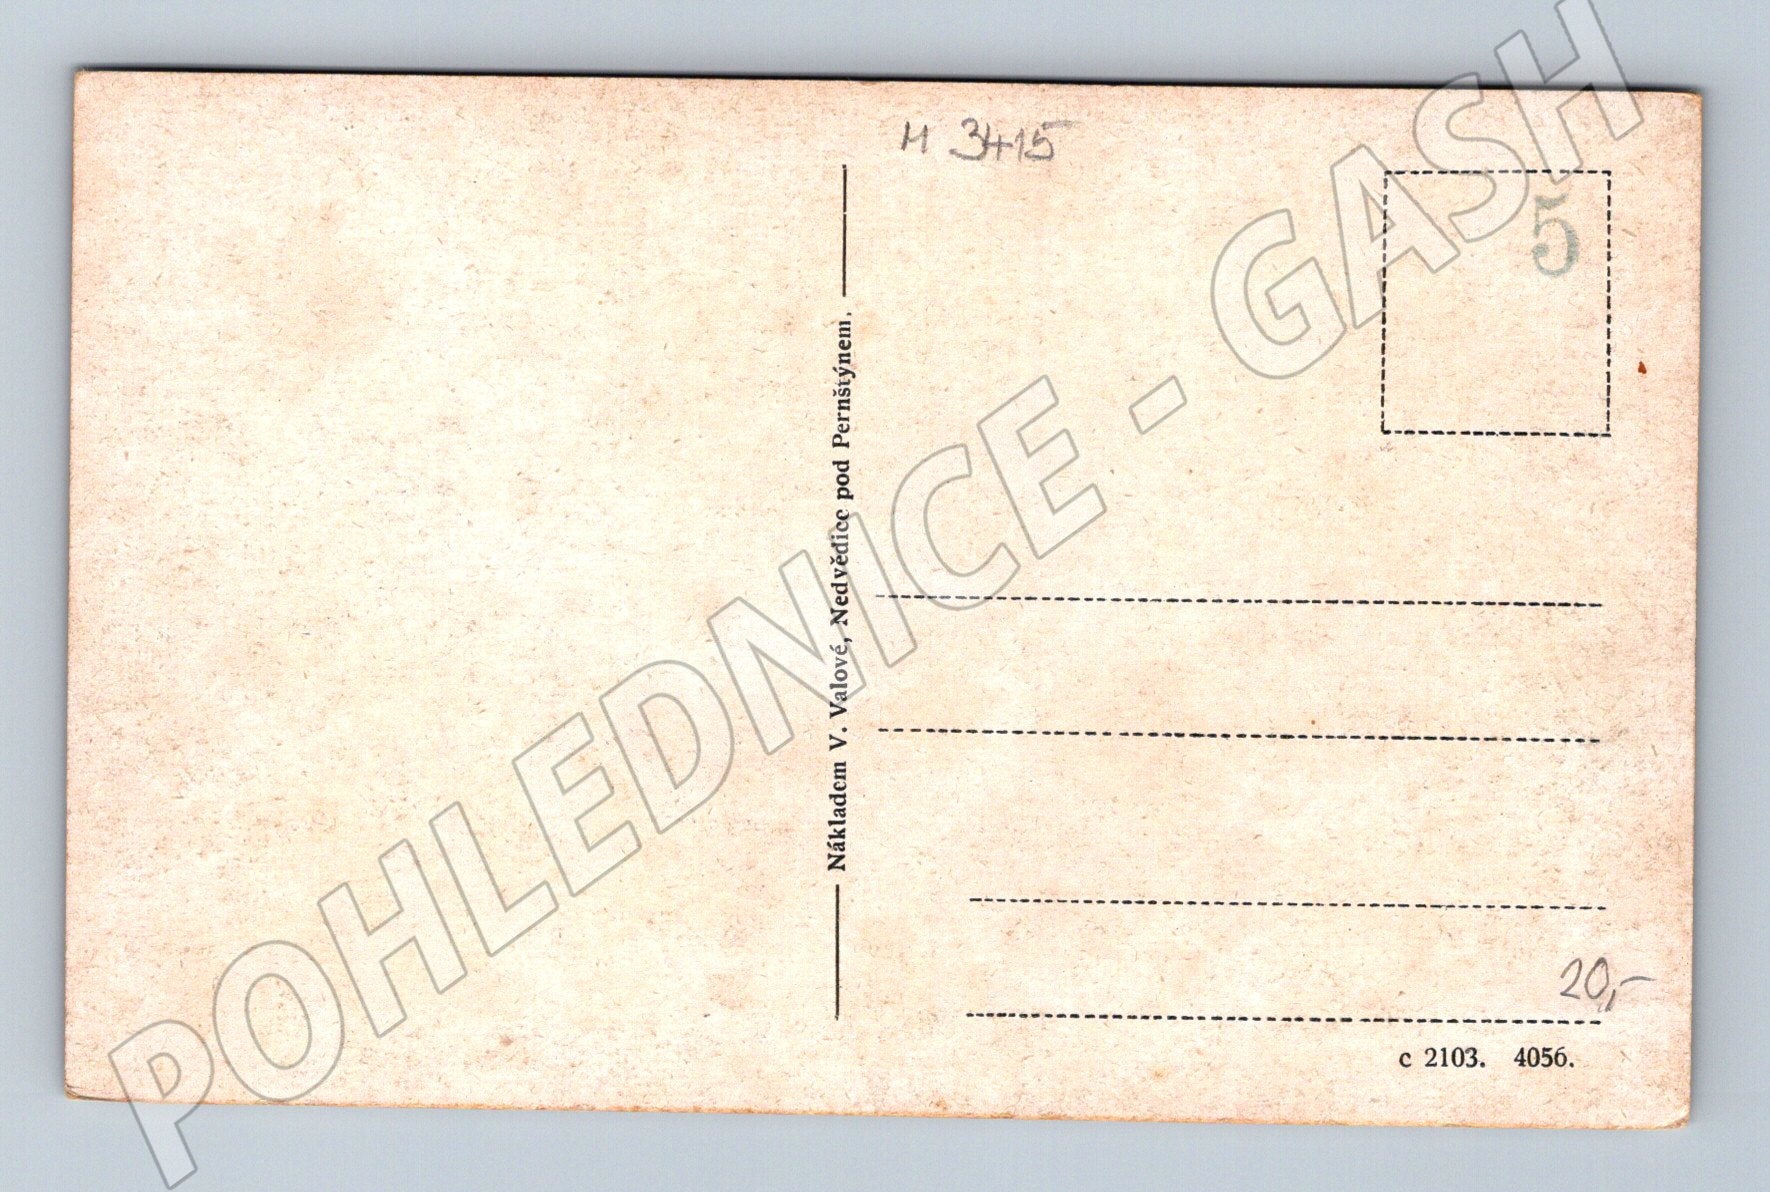 M 3415
5
Nákladem V. Valové, Nedvědice pod Pernštýnem.
20,-
c 2103. 4056.
POHLEDNICE - GASH